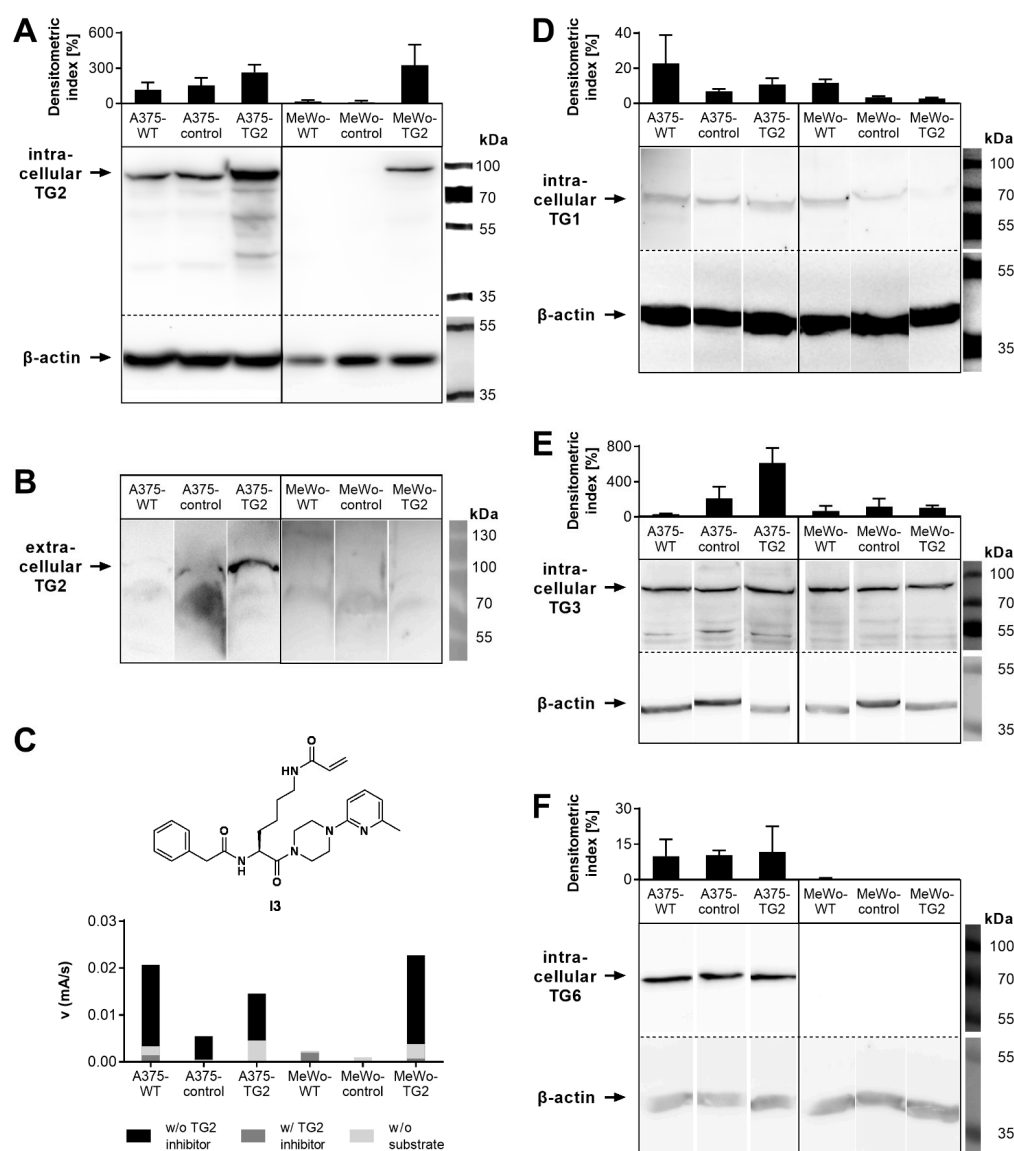 A
Densitometric
index [%]
600
300
0
A375-
WT
A375-
control
A375-
TG2
MeWo-
WT
MeWo-
control
MeWo-
TG2
kDa
intra-
cellular
TG2
100
70
55
35
β-actin
55
35
B
A375-
WT
A375-
control
A375-
TG2
MeWo-
WT
MeWo-
control
MeWo-
TG2
kDa
extra-
cellular
TG2
130
100
70
55
C
O
HN
O
N
H
O
N
N
N
I3
v (mA/s)
0.03
0.02
0.01
0.00
A375-
WT
A375-
control
A375-
TG2
MeWo-
WT
MeWo-
control
MeWo-
TG2
w/o TG2
inhibitor
w/ TG2
inhibitor
w/o
substrate
D
Densitometric
index [%]
40
20
0
A375-
WT
A375-
control
A375-
TG2
MeWo-
WT
MeWo-
control
MeWo-
TG2
kDa
intra-
cellular
TG1
100
70
55
β-actin
55
35
E
Densitometric
index [%]
800
400
0
A375-
WT
A375-
control
A375-
TG2
MeWo-
WT
MeWo-
control
MeWo-
TG2
kDa
intra-
cellular
TG3
100
70
55
β-actin
55
35
F
Densitometric
index [%]
30
15
0
A375-
WT
A375-
control
A375-
TG2
MeWo-
WT
MeWo-
control
MeWo-
TG2
kDa
intra-
cellular
TG6
100
70
55
β-actin
55
35